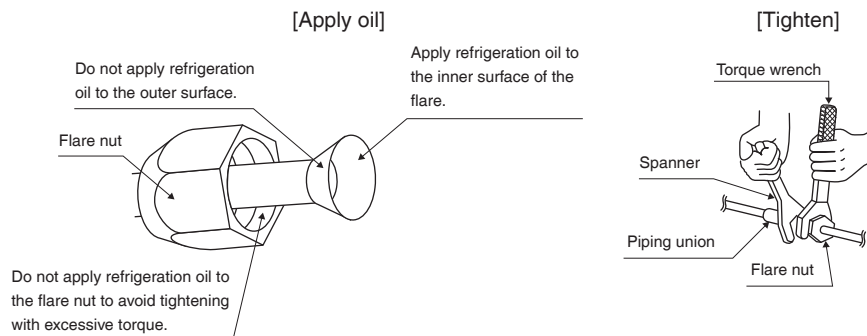 [Apply oil]
Do not apply refrigeration
oil to the outer surface.
Apply refrigeration oil to
the inner surface of the
flare.
Flare nut
Do not apply refrigeration oil to
the flare nut to avoid tightening
with excessive torque.
[Tighten]
Torque wrench
Spanner
Piping union
Flare nut